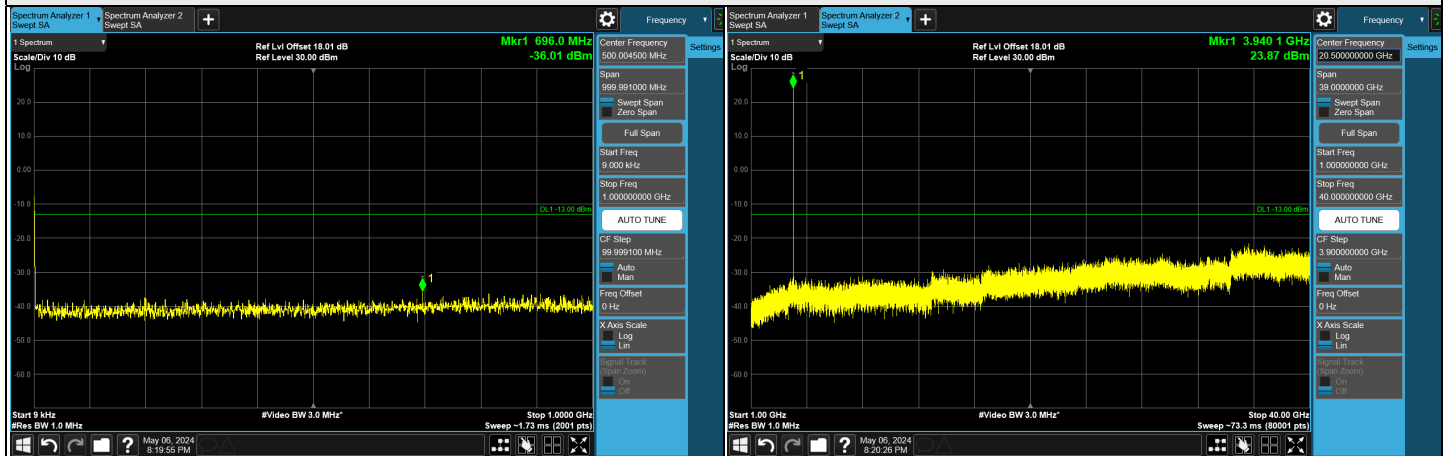 Spectrum Analyzer 1
Swept SA
Spectrum Analyzer 2
Swept SA
+
Frequency
1 Spectrum
Scale/Div 10 dB
Ref Lvl Offset 18.01 dB
Ref Level 30.00 dBm
Mkr1 696.0 MHz
-36.01 dBm
Log
20.0
10.0
0.00
-10.0
-20.0
-30.0
-40.0
-50.0
-60.0
DL1 -13.00 dBm
1
Start 9 kHz
#Res BW 1.0 MHz
#Video BW 3.0 MHz*
Stop 1.0000 GHz
Sweep ~1.73 ms (2001 pts)
Center Frequency
500.004500 MHz
Settings
Span
999.991000 MHz
Swept Span
Zero Span
Full Span
Start Freq
9.000 kHz
Stop Freq
1.000000000 GHz
AUTO TUNE
CF Step
99.999100 MHz
Auto
Man
Freq Offset
0 Hz
X Axis Scale
Log
Lin
Signal Track
(Span Zoom)
On
Off
?
May 06, 2024
8:19:55 PM
Spectrum Analyzer 1
Swept SA
Spectrum Analyzer 2
Swept SA
+
Frequency
1 Spectrum
Scale/Div 10 dB
Ref Lvl Offset 18.01 dB
Ref Level 30.00 dBm
Mkr1 3.940 1 GHz
23.87 dBm
Log
1
20.0
10.0
0.00
-10.0
-20.0
-30.0
-40.0
-50.0
-60.0
DL1 -13.00 dBm
Start 1.00 GHz
#Res BW 1.0 MHz
#Video BW 3.0 MHz*
Stop 40.00 GHz
Sweep ~73.3 ms (80001 pts)
Center Frequency
20.500000000 GHz
Settings
Span
39.0000000 GHz
Swept Span
Zero Span
Full Span
Start Freq
1.000000000 GHz
Stop Freq
40.000000000 GHz
AUTO TUNE
CF Step
3.900000000 GHz
Auto
Man
Freq Offset
0 Hz
X Axis Scale
Log
Lin
Signal Track
(Span Zoom)
On
Off
?
May 06, 2024
8:20:26 PM